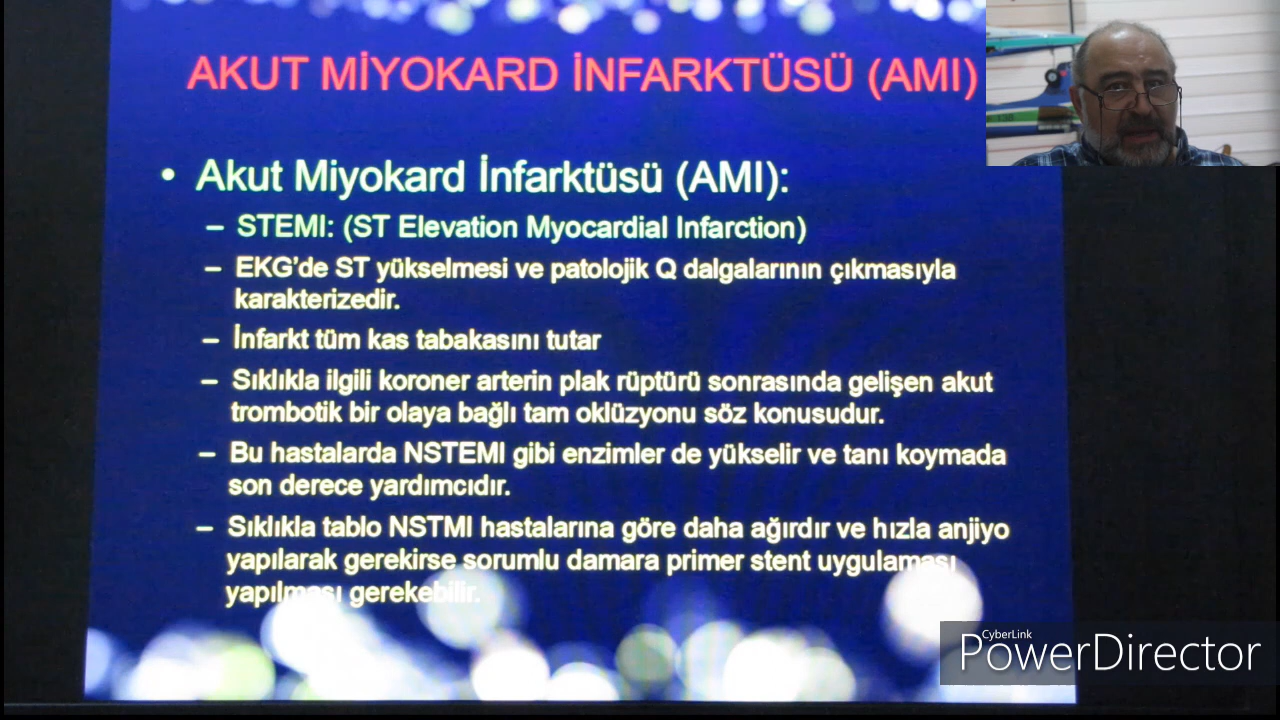 AKUT MİYOKARD İNFARKTÜSÜ (AMI)
• Akut Miyokard İnfarktüsü (AMI):
– STEMI: (ST Elevation Myocardial Infarction)
– EKG’de ST yükselmesi ve patolojik Q dalgalarının çıkmasıyla
karakterizedir.
– İnfarkt tüm kas tabakasını tutar
– Sıklıkla ilgili koroner arterin plak rüptürü sonrasında gelişen akut
trombotik bir olaya bağlı tam oklüzyonu söz konusudur.
– Bu hastalarda NSTEMI gibi enzimler de yükselir ve tanı koymada
son derece yardımcıdır.
– Sıklıkla tablo NSTMI hastalarına göre daha ağırdır ve hızla anjiyo
yapılarak gerekirse sorumlu damara primer stent uygulaması
yapılması gerekebilir.
CyberLink
PowerDirector